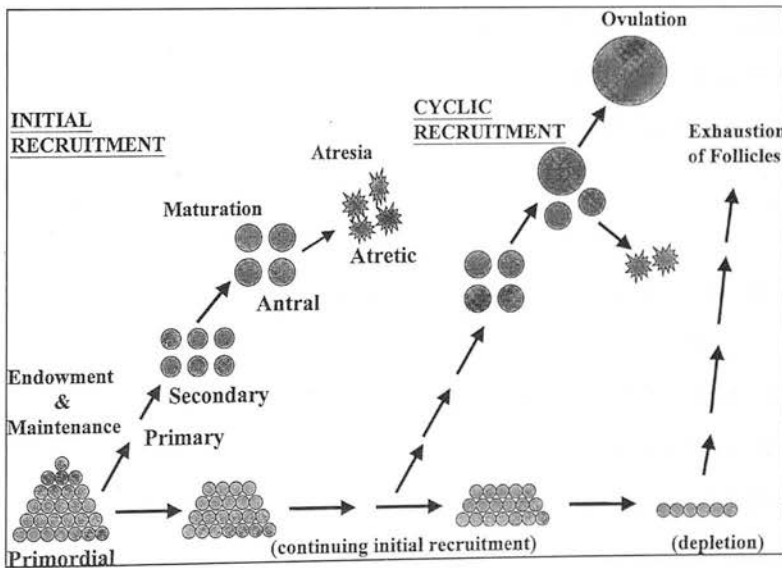 Ovulation
INITIAL
RECRUITMENT
CYCLIC
RECRUITMENT
Exhaustion
of Follicles
Atresia
Maturation
Atretic
Antral
Endowment
&
Maintenance
Secondary
Primary
Primordial
(continuing initial recruitment)
(depletion)